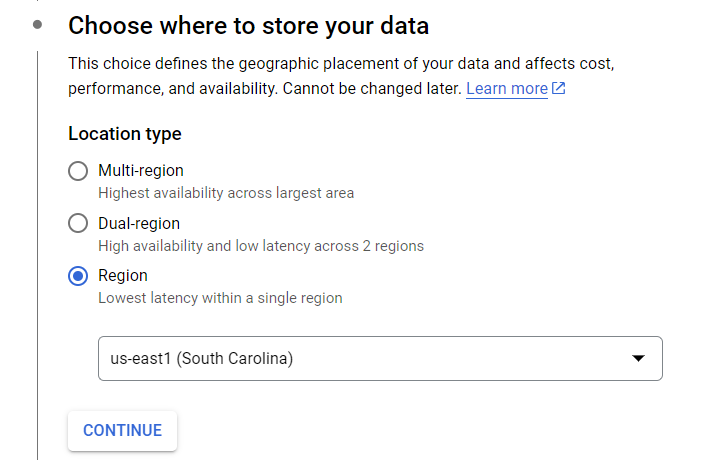 Choose where to store your data
This choice defines the geographic placement of your data and affects cost,
performance, and availability. Cannot be changed later. Learn more
Location type
Multi-region
Highest availability across largest area
Dual-region
High availability and low latency across 2 regions
Region
Lowest latency within a single region
us-east1 (South Carolina)
CONTINUE